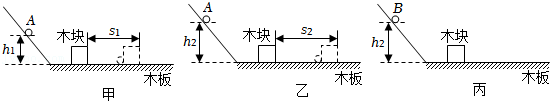 A 木块 s1 h1 木板 甲
A 木块 s2 h2 木板 乙
B 木块 h2 木板 丙